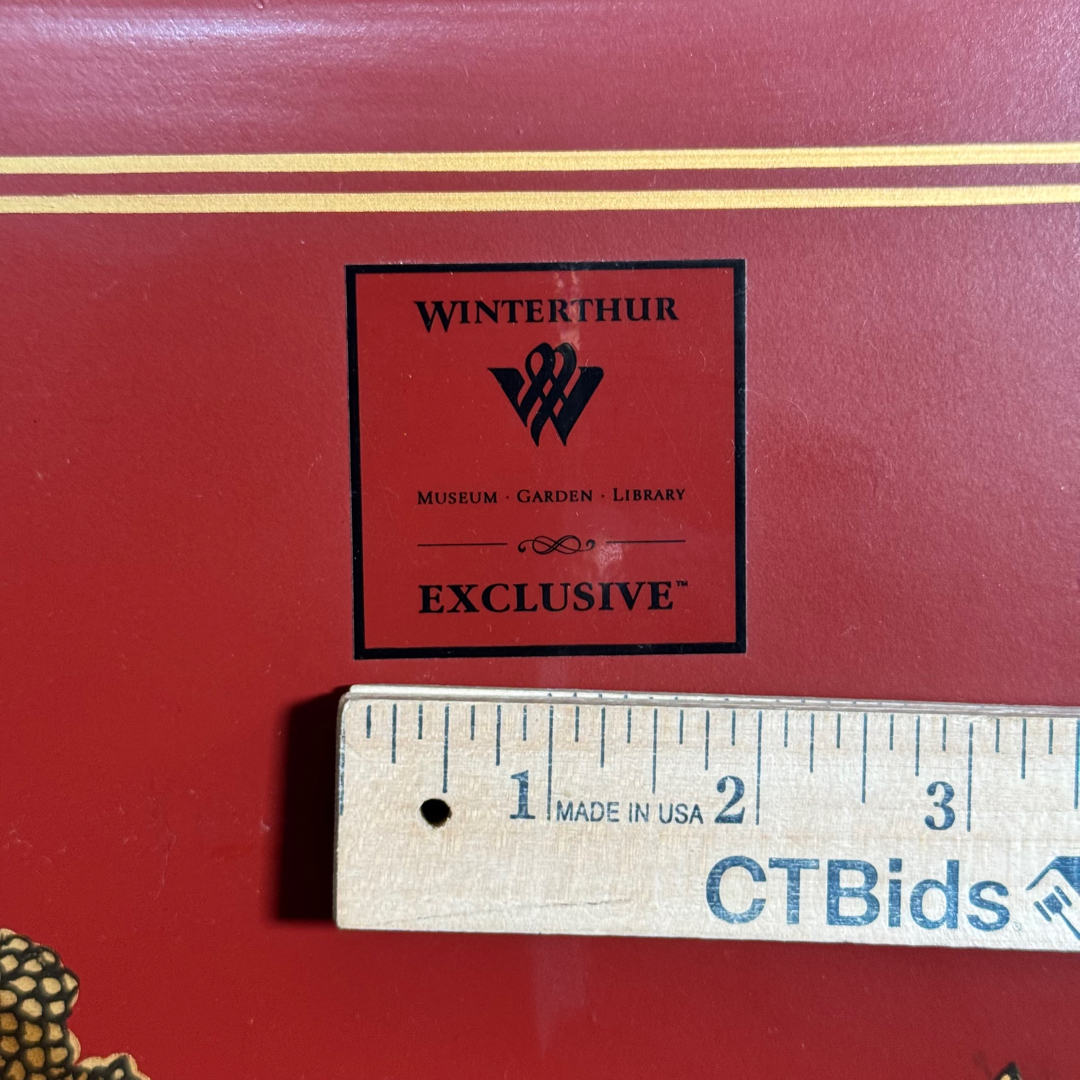 WINTERTHUR
MUSEUM · GARDEN · LIBRARY
EXCLUSIVE™
1 MADE IN USA 2 3
CTBids